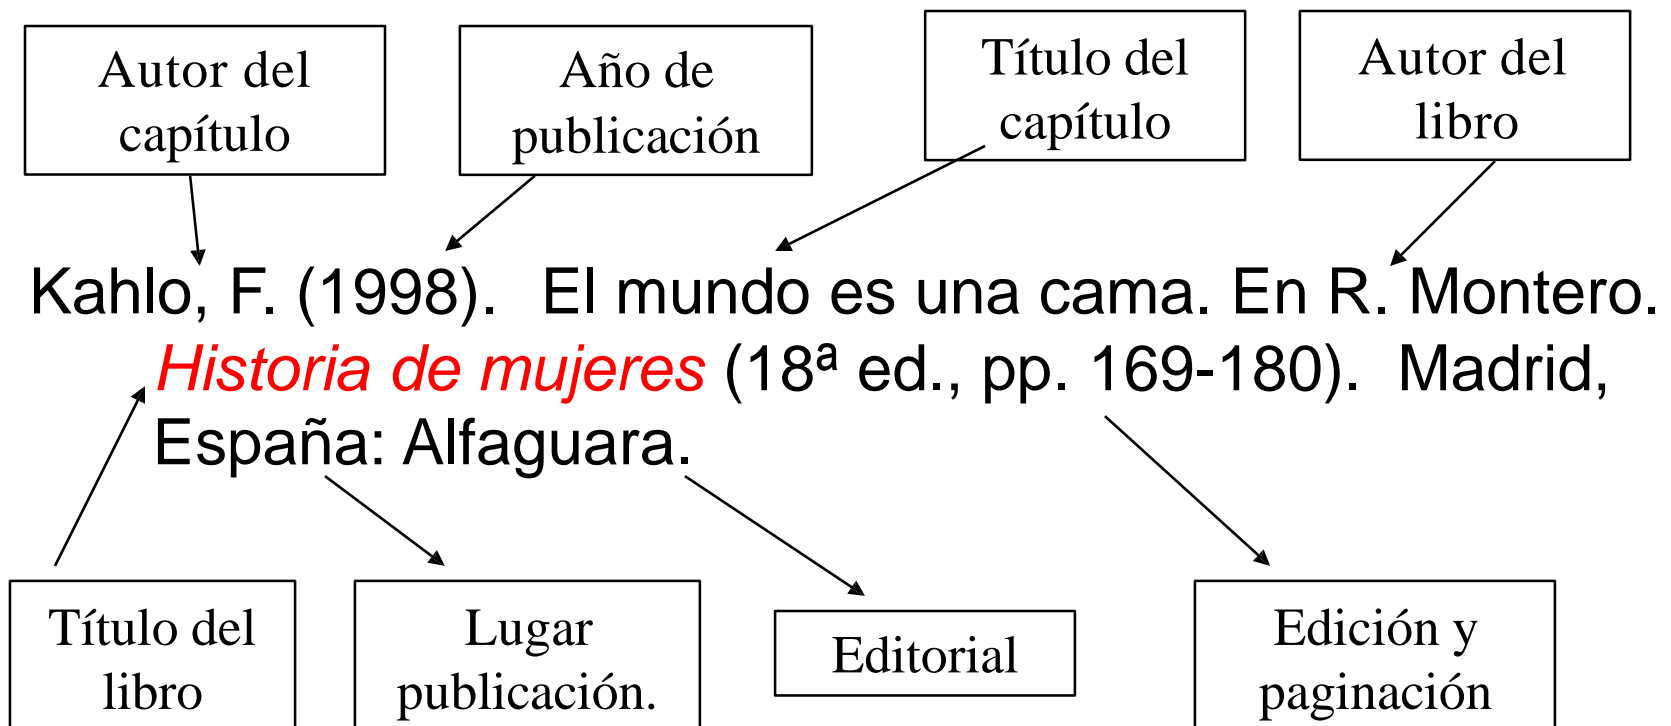 Autor del
capítulo
Año de
publicación
Título del
capítulo
Autor del
libro
Kahlo, F. (1998).  El mundo es una cama. En R. Montero.
Historia de mujeres (18ª ed., pp. 169-180).  Madrid,
España: Alfaguara.
Título del
libro
Lugar
publicación.
Editorial
Edición y
paginación